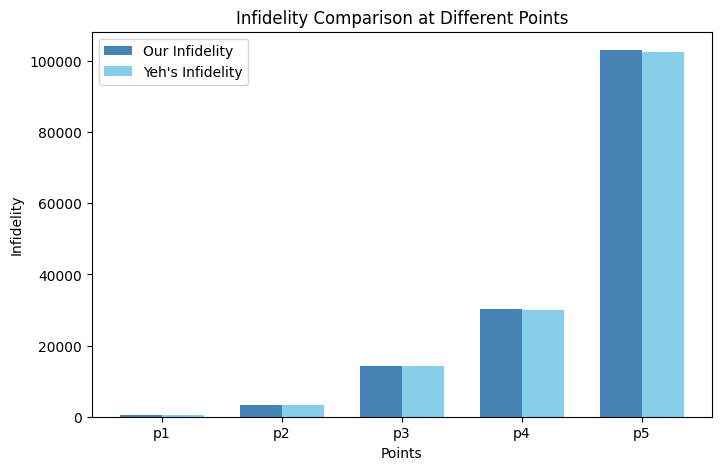 Infidelity Comparison at Different Points
Our Infidelity
Yeh's Infidelity
100000
80000
60000
40000
20000
0
Infidelity
p1 p2 p3 p4 p5
Points